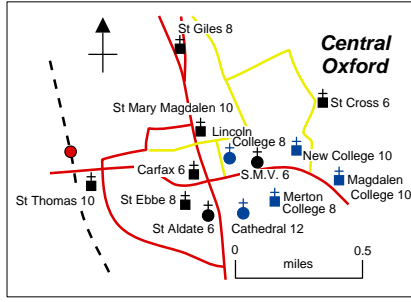 St Giles 8
Central
Oxford
St Cross 6
St Mary Magdalen 10
Lincoln
College 8
New College 10
Carfax 6
S.M.V. 6
Magdalen
College 10
St Thomas 10
St Ebbe 8
Merton
College 8
St Aldate 6
Cathedral 12
0
0.5
miles